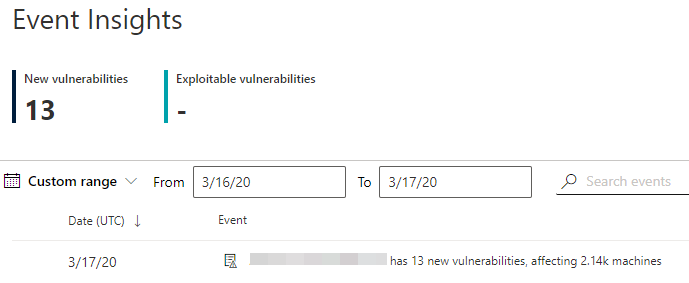 Event Insights
New vulnerabilities
Exploitable vulnerabilities
13
-
Custom range From 3/16/20 To 3/17/20 Search events
Date (UTC) ↓ Event
3/17/20 has 13 new vulnerabilities, affecting 2.14k machines